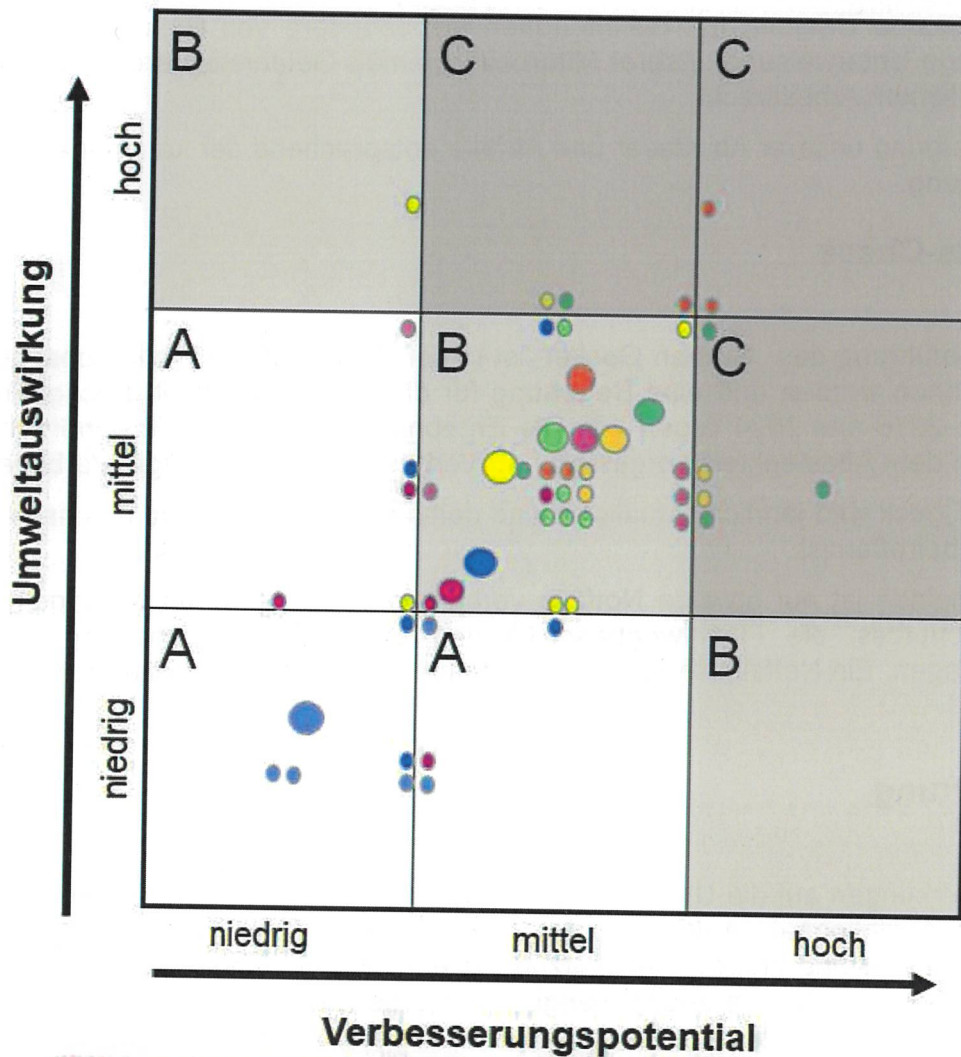 B
C
C
A
B
C
A
A
B
Umweltauswirkung
hoch
mittel
niedrig
niedrig
mittel
hoch
Verbesserungspotential